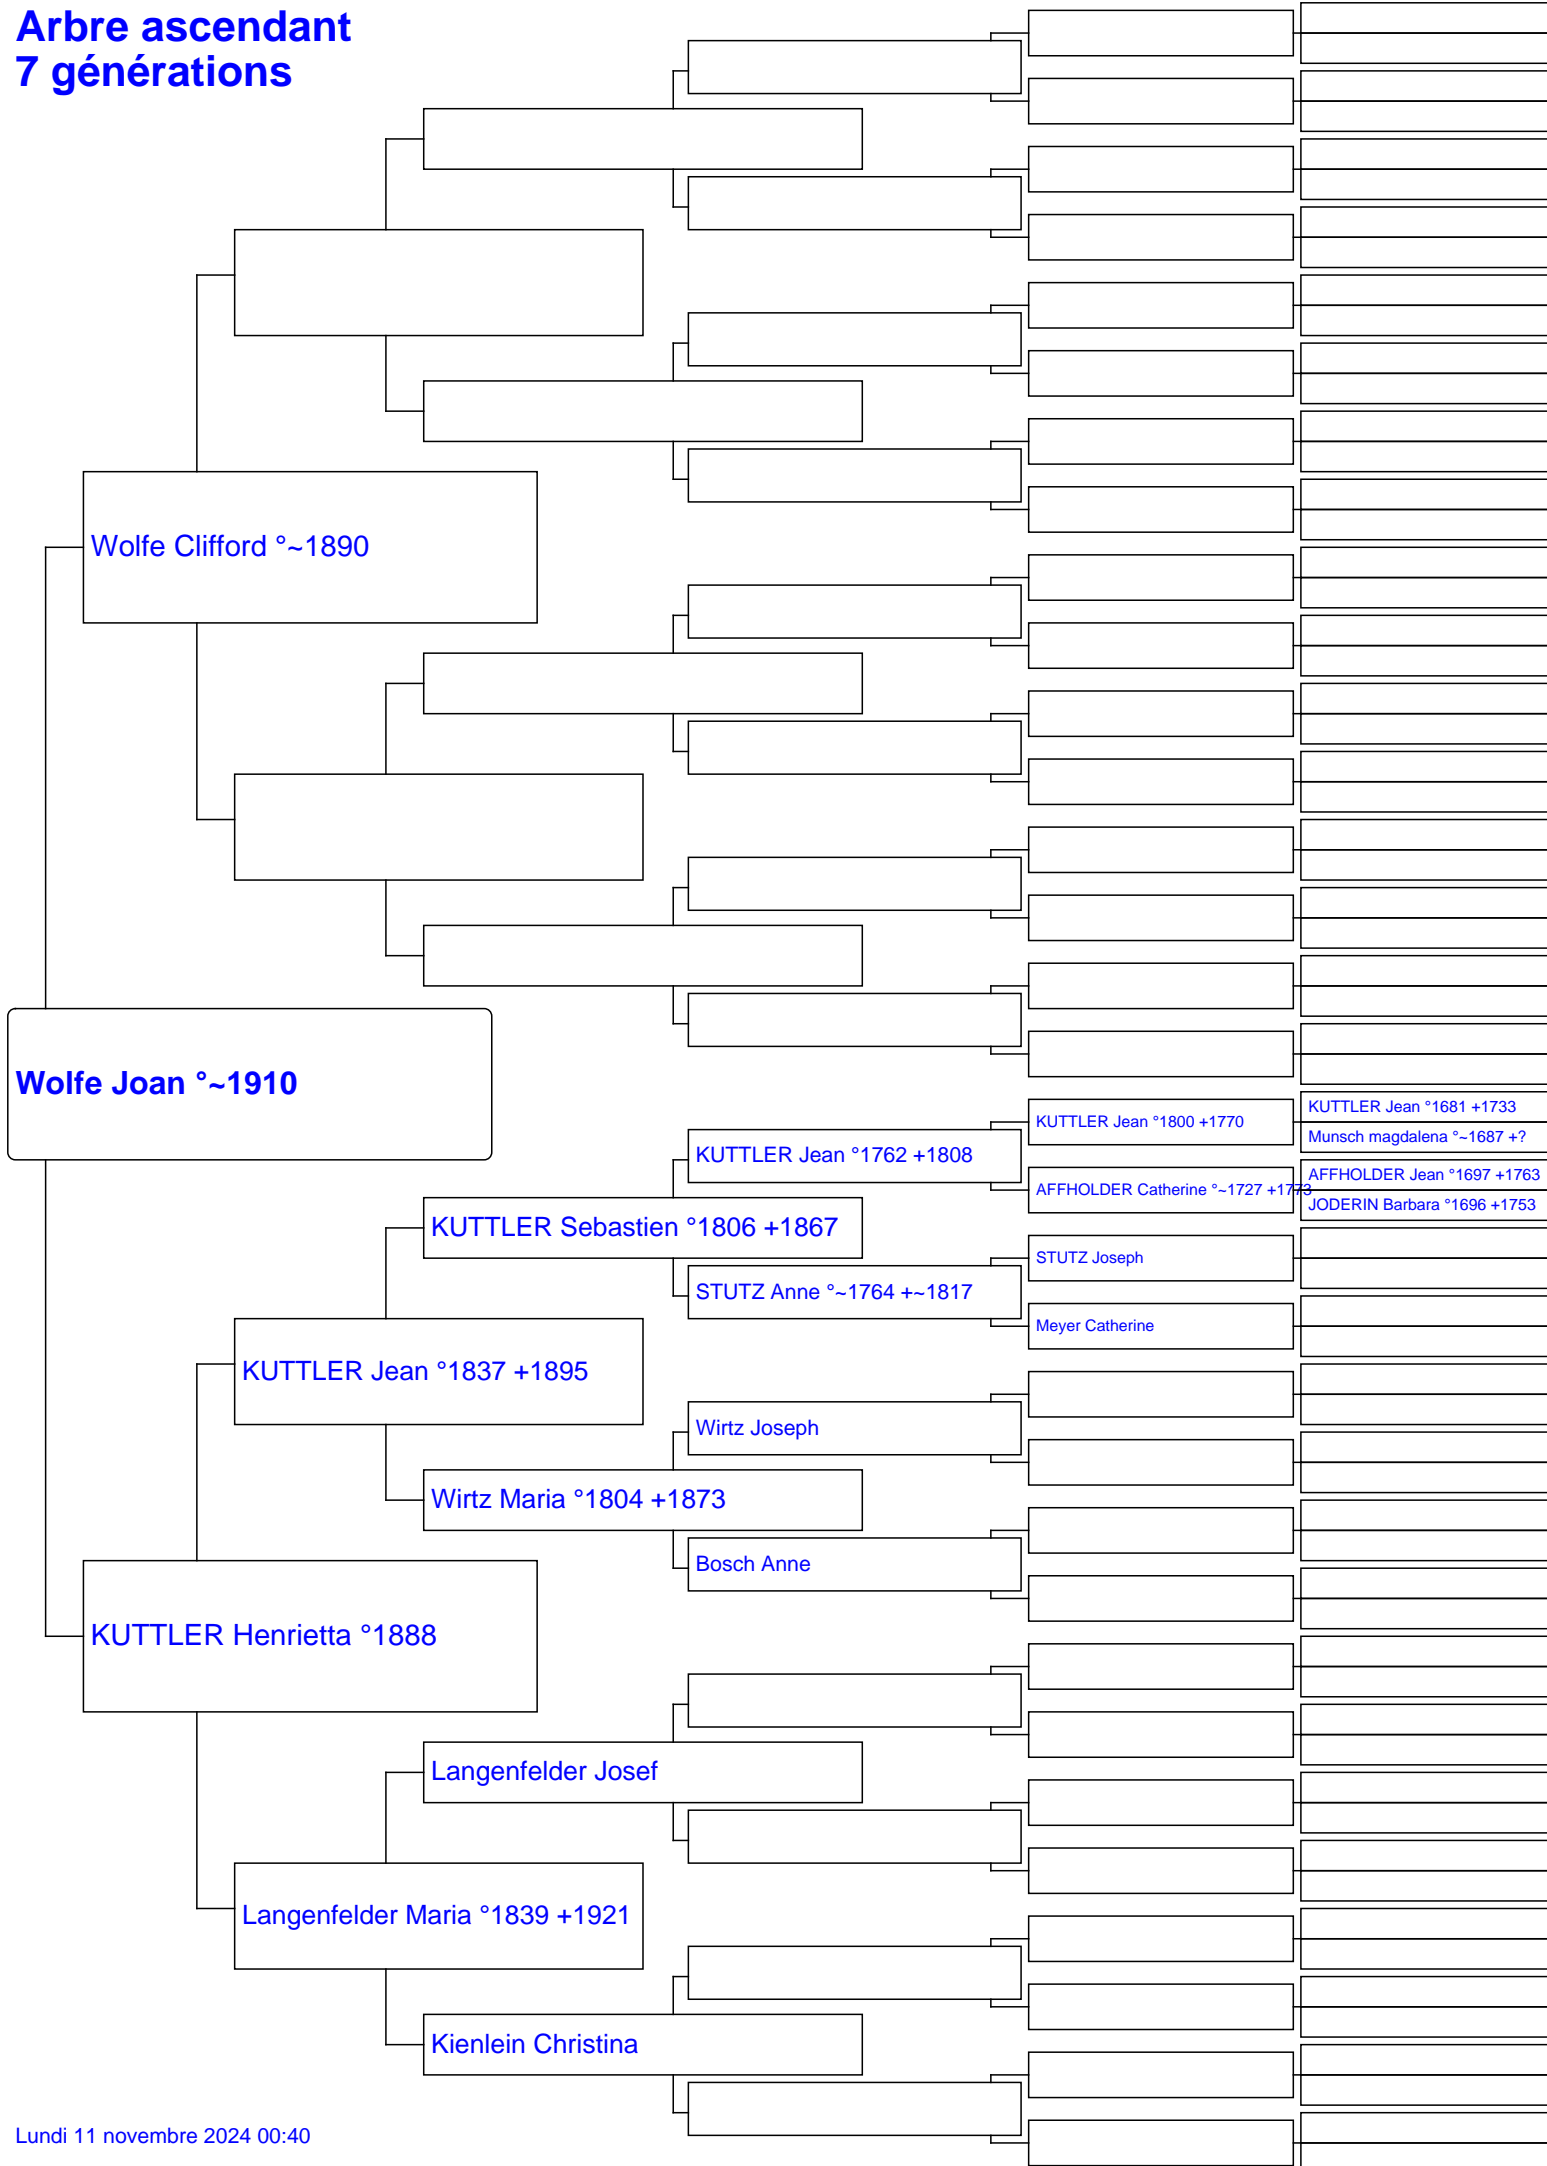 Arbre ascendant
7 générations
Wolfe Clifford °~1890
Wolfe Joan °~1910
KUTTLER Jean °1681 +1733
KUTTLER Jean °1800 +1770
Munsch magdalena °~1687 +?
KUTTLER Jean °1762 +1808
AFFHOLDER Jean °1697 +1763
AFFHOLDER Catherine °~1727 +1773
JODERIN Barbara °1696 +1753
KUTTLER Sebastien °1806 +1867
STUTZ Joseph
STUTZ Anne °~1764 +~1817
Meyer Catherine
KUTTLER Jean °1837 +1895
Wirtz Joseph
Wirtz Maria °1804 +1873
Bosch Anne
KUTTLER Henrietta °1888
Langenfelder Josef
Langenfelder Maria °1839 +1921
Kienlein Christina
Lundi 11 novembre 2024 00:40